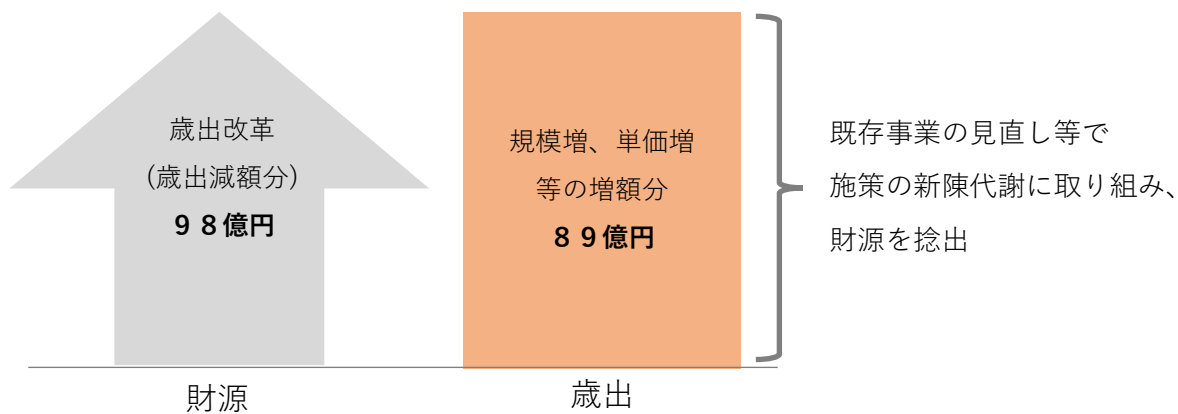 歳出改革
(歳出減額分)
９８億円
規模増、単価増
等の増額分
８９億円
既存事業の見直し等で
施策の新陳代謝に取り組み、
財源を捻出
財源
歳出